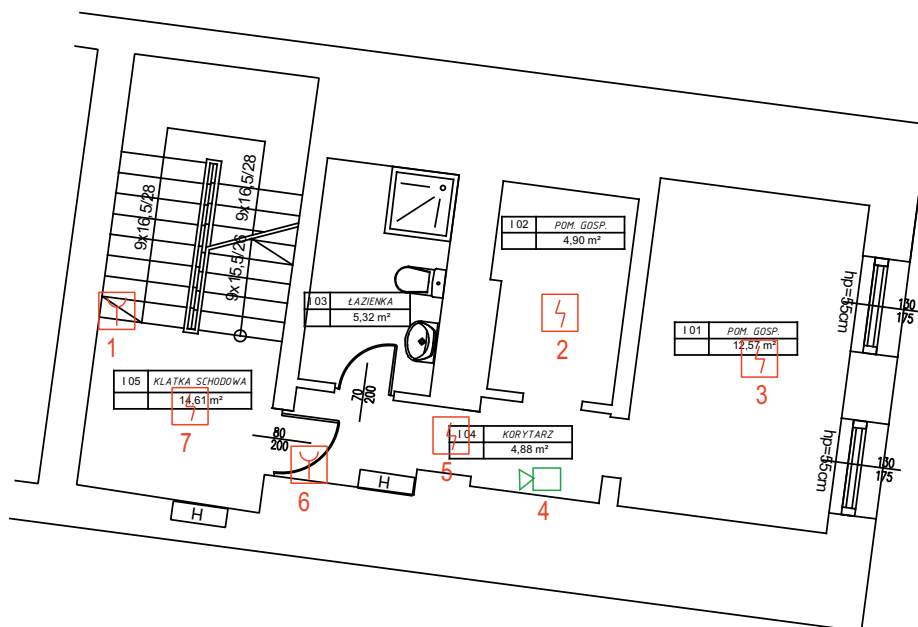 9x16,5/28
9x16,5/28
9x15,5/26
I 02 POM. GOSP.
4,90 m²
I 03 ŁAZIENKA
5,32 m²
I 01 POM. GOSP.
12,57 m²
hp=55cm
130
175
1
2
3
I 05 KLATKA SCHODOWA
14,61 m²
7
70
200
80
200
I 04 KORYTARZ
4,88 m²
5
6
4
hp=55cm
130
175
H
H